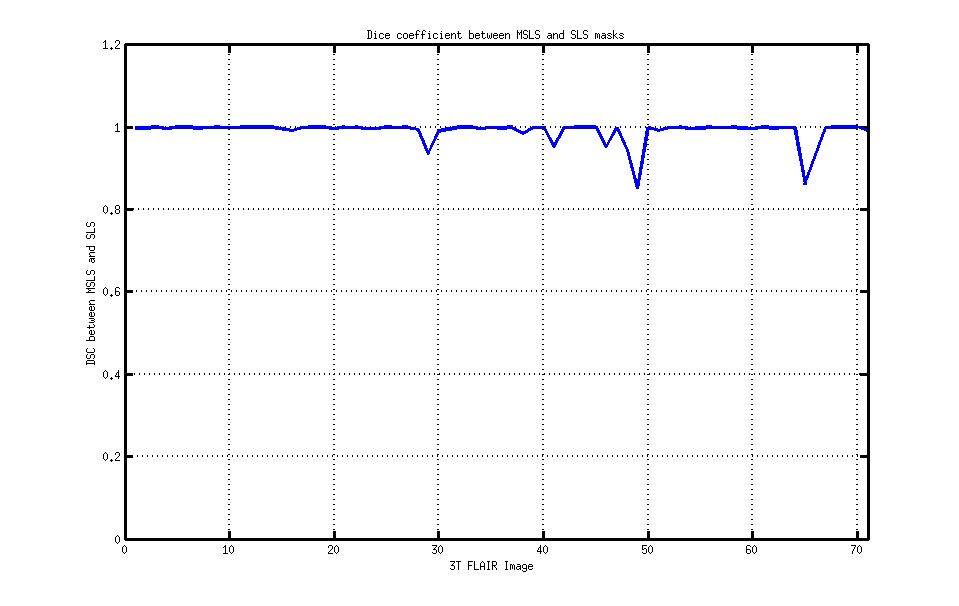 Dice coefficient between MSLS and SLS masks
1.2
1
0.8
0.6
0.4
0.2
0
DSC between MSLS and SLS
0 10 20 30 40 50 60 70
3T FLAIR Image